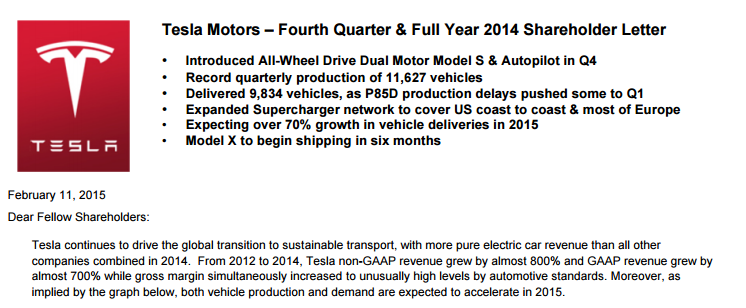 TESLA
Tesla Motors – Fourth Quarter & Full Year 2014 Shareholder Letter
• Introduced All-Wheel Drive Dual Motor Model S & Autopilot in Q4
• Record quarterly production of 11,627 vehicles
• Delivered 9,834 vehicles, as P85D production delays pushed some to Q1
• Expanded Supercharger network to cover US coast to coast & most of Europe
• Expecting over 70% growth in vehicle deliveries in 2015
• Model X to begin shipping in six months
February 11, 2015
Dear Fellow Shareholders:
Tesla continues to drive the global transition to sustainable transport, with more pure electric car revenue than all other
companies combined in 2014.  From 2012 to 2014, Tesla non-GAAP revenue grew by almost 800% and GAAP revenue grew by
almost 700% while gross margin simultaneously increased to unusually high levels by automotive standards. Moreover, as
implied by the graph below, both vehicle production and demand are expected to accelerate in 2015.